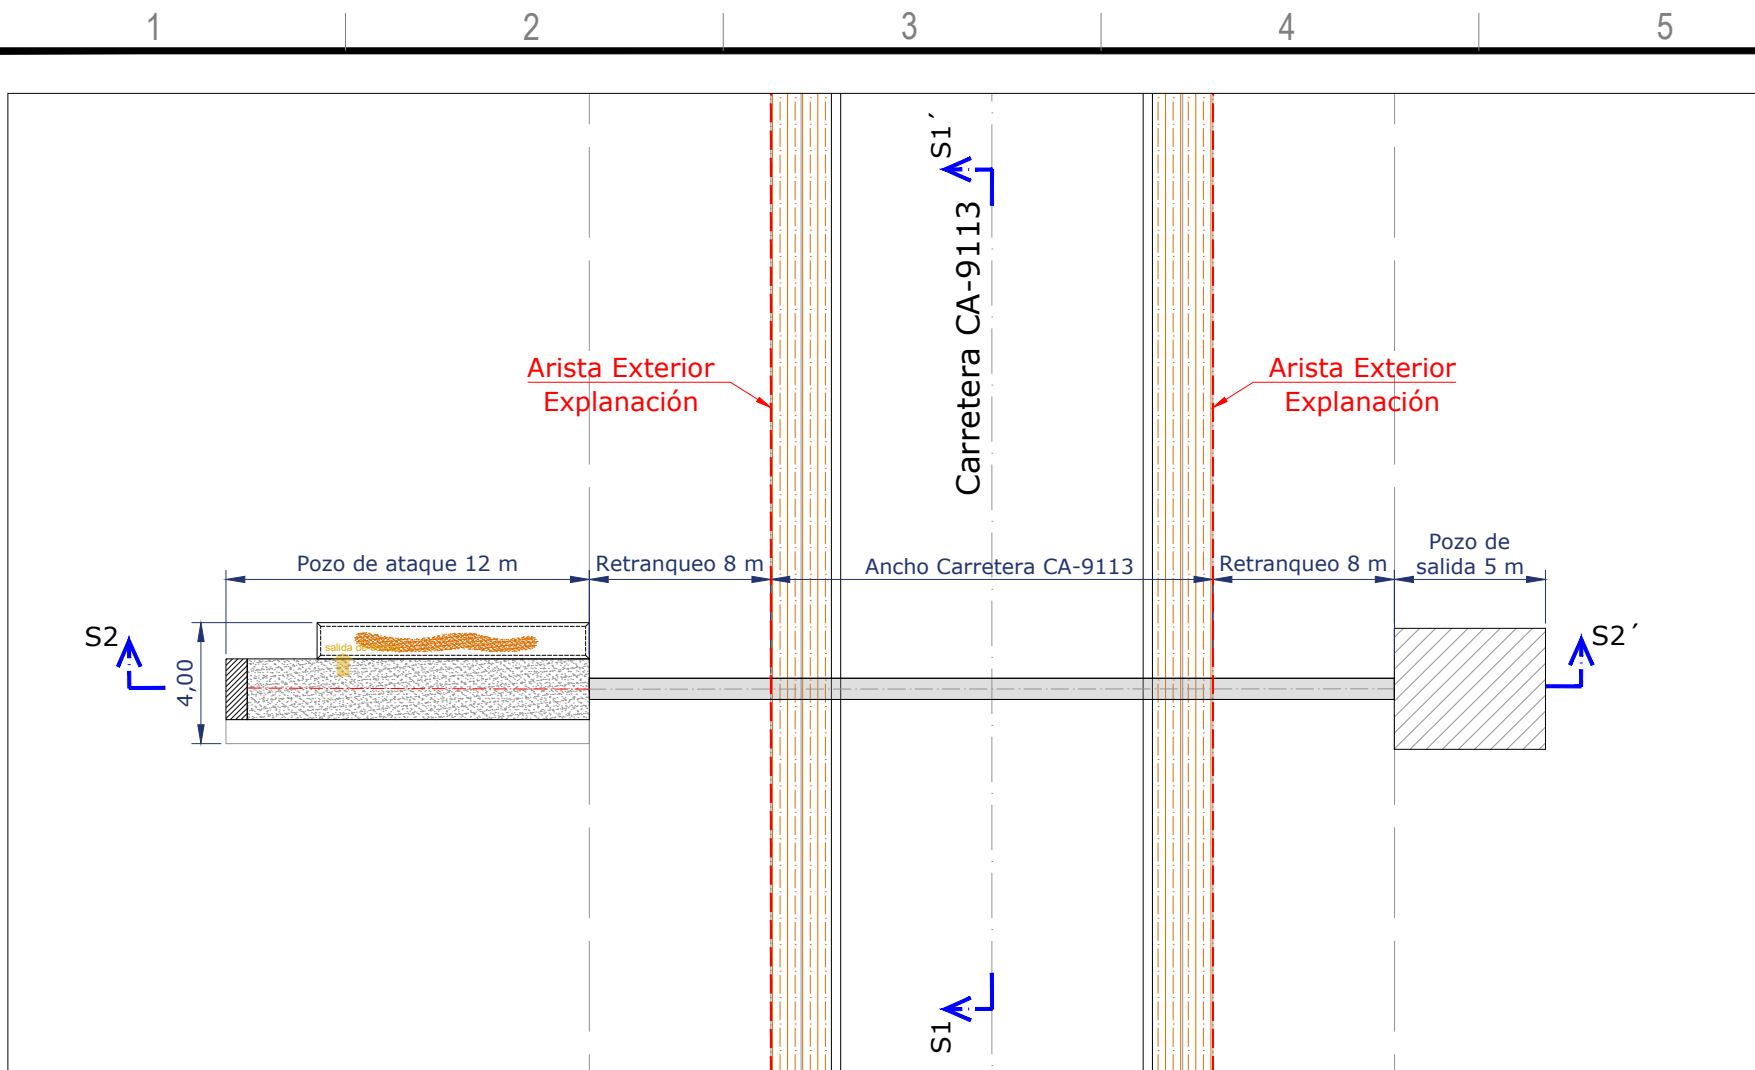 1 2 3 4 5
S1´
Carretera CA-9113
Arista Exterior
Explanación
Arista Exterior
Explanación
Pozo de ataque 12 m
Retranqueo 8 m
Ancho Carretera CA-9113
Retranqueo 8 m
Pozo de
salida 5 m
S2
S2´
salida de
4,00
S1